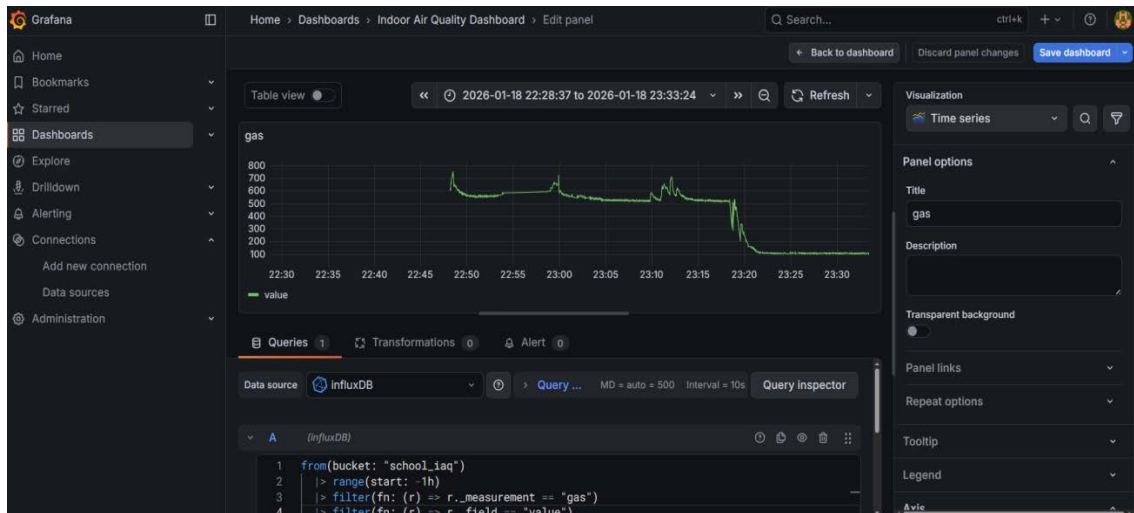 Grafana
Home › Dashboards › Indoor Air Quality Dashboard › Edit panel
Search...
ctrl+k
Back to dashboard
Discard panel changes
Save dashboard
Home
Bookmarks
Starred
Dashboards
Explore
Drilldown
Alerting
Connections
Add new connection
Data sources
Administration
Table view
2026-01-18 22:28:37 to 2026-01-18 23:33:24
Refresh
gas
800
700
600
500
400
300
200
100
22:30 22:35 22:40 22:45 22:50 22:55 23:00 23:05 23:10 23:15 23:20 23:25 23:30
value
Queries 1 Transformations 0 Alert 0
Data source influxDB Query ... MD = auto = 500 Interval = 10s Query inspector
A (influxDB)
1 from(bucket: "school_iaq")
2 |> range(start: -1h)
3 |> filter(fn: (r) => r._measurement == "gas")
4 |> filter(fn: (r) => r._field == "value")
Visualization
Time series
Panel options
Title
gas
Description
Transparent background
Panel links
Repeat options
Tooltip
Legend
Axis